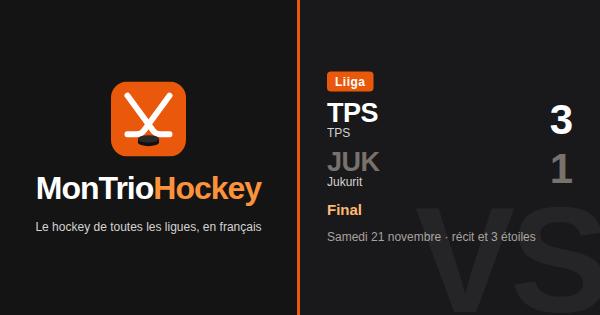 MonTrioHockey
Le hockey de toutes les ligues, en français
Liiga
TPS 3
TPS
JUK 1
Jukurit
Final
Samedi 21 novembre · récit et 3 étoiles
VS